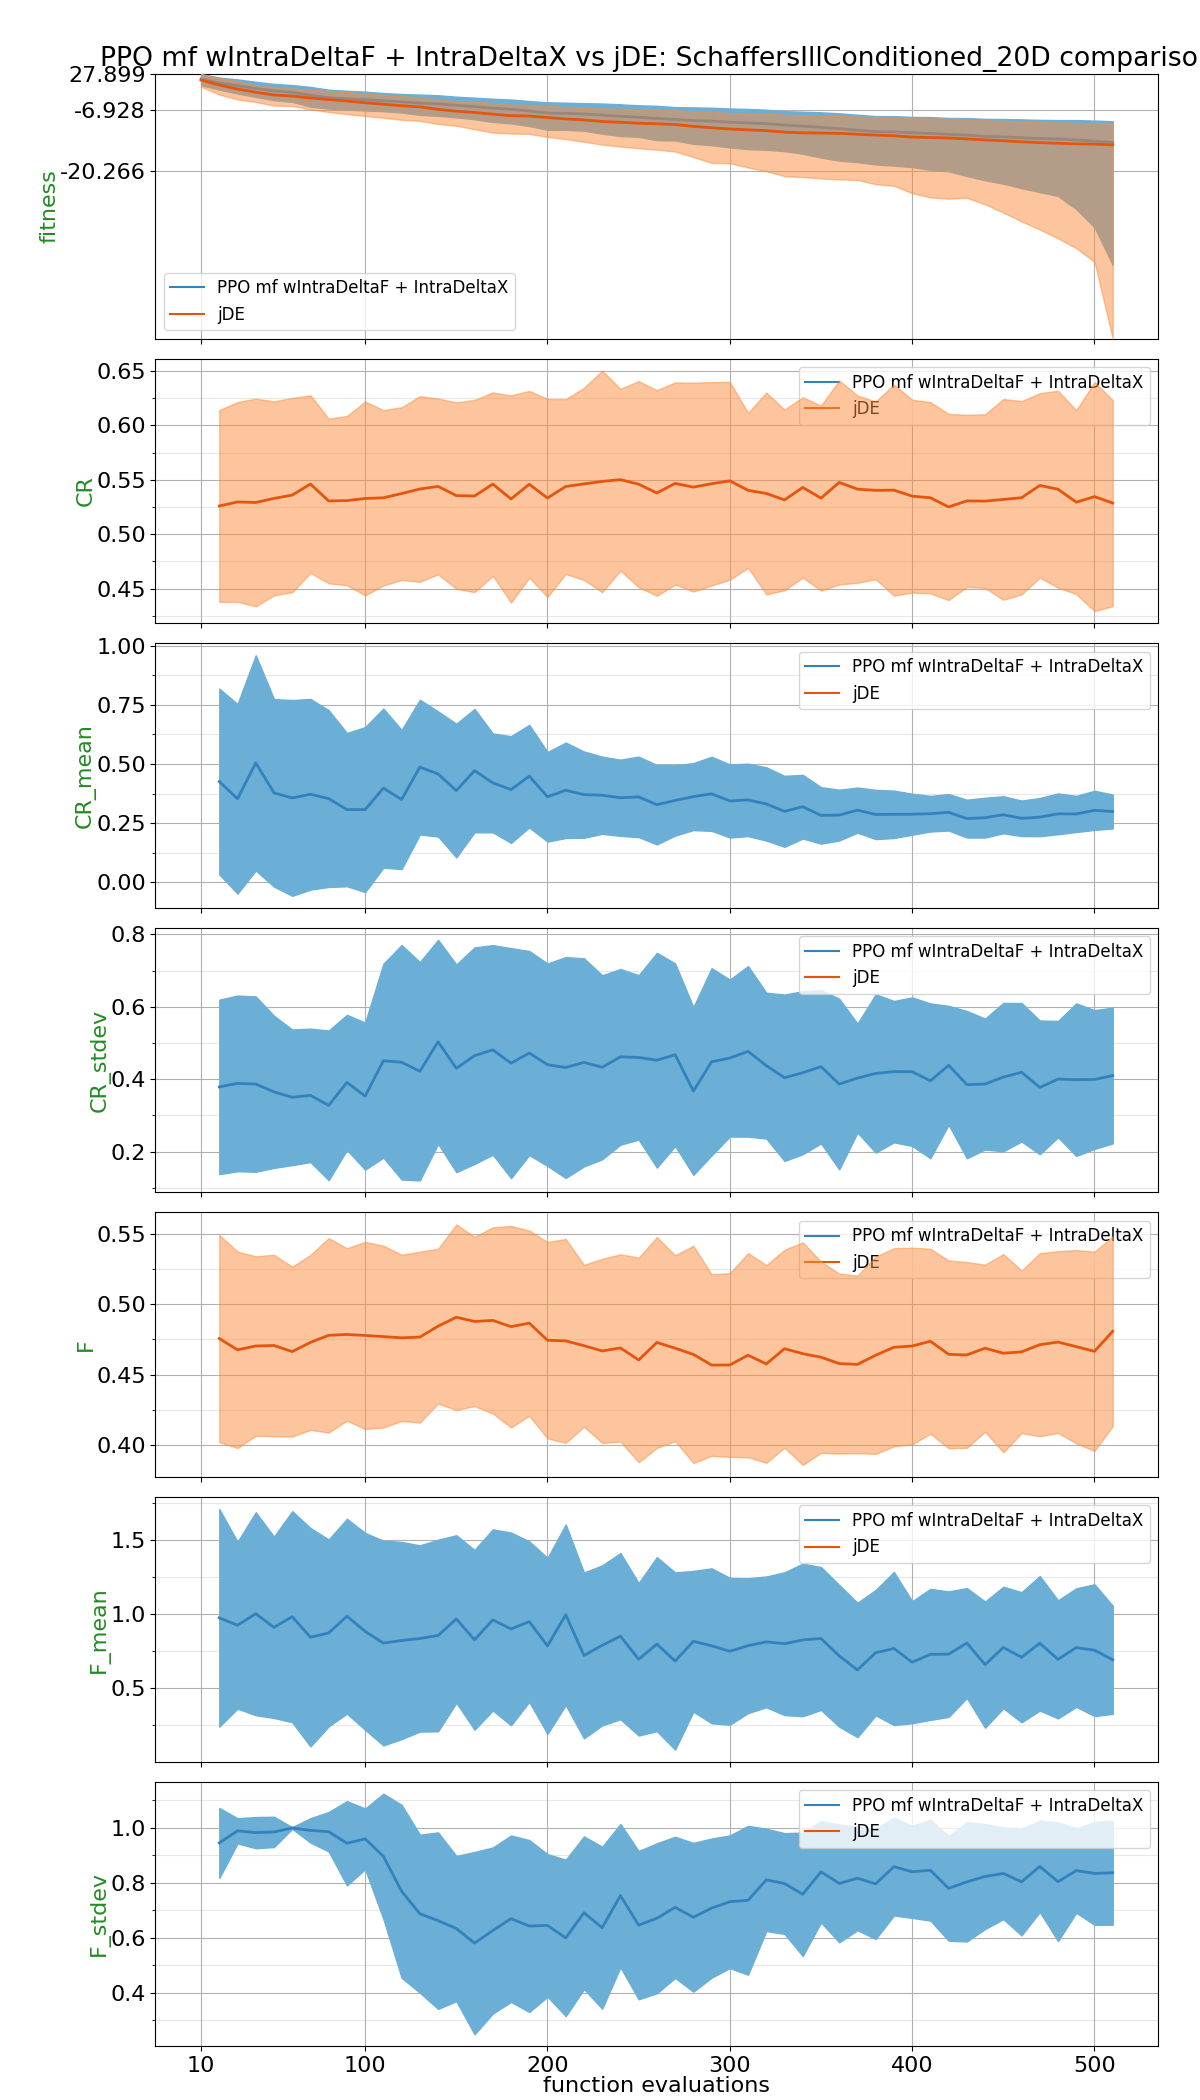 PPO mf wIntraDeltaF + IntraDeltaX vs jDE: SchaffersIllConditioned_20D compariso
27.899
-6.928
-20.266
fitness
PPO mf wIntraDeltaF + IntraDeltaX
jDE
0.65
0.60
0.55
0.50
0.45
CR
PPO mf wIntraDeltaF + IntraDeltaX
jDE
1.00
0.75
0.50
0.25
0.00
CR_mean
PPO mf wIntraDeltaF + IntraDeltaX
jDE
0.8
0.6
0.4
0.2
CR_stdev
PPO mf wIntraDeltaF + IntraDeltaX
jDE
0.55
0.50
0.45
0.40
F
PPO mf wIntraDeltaF + IntraDeltaX
jDE
1.5
1.0
0.5
F_mean
PPO mf wIntraDeltaF + IntraDeltaX
jDE
1.0
0.8
0.6
0.4
F_stdev
PPO mf wIntraDeltaF + IntraDeltaX
jDE
10 100 200 300 400 500
function evaluations